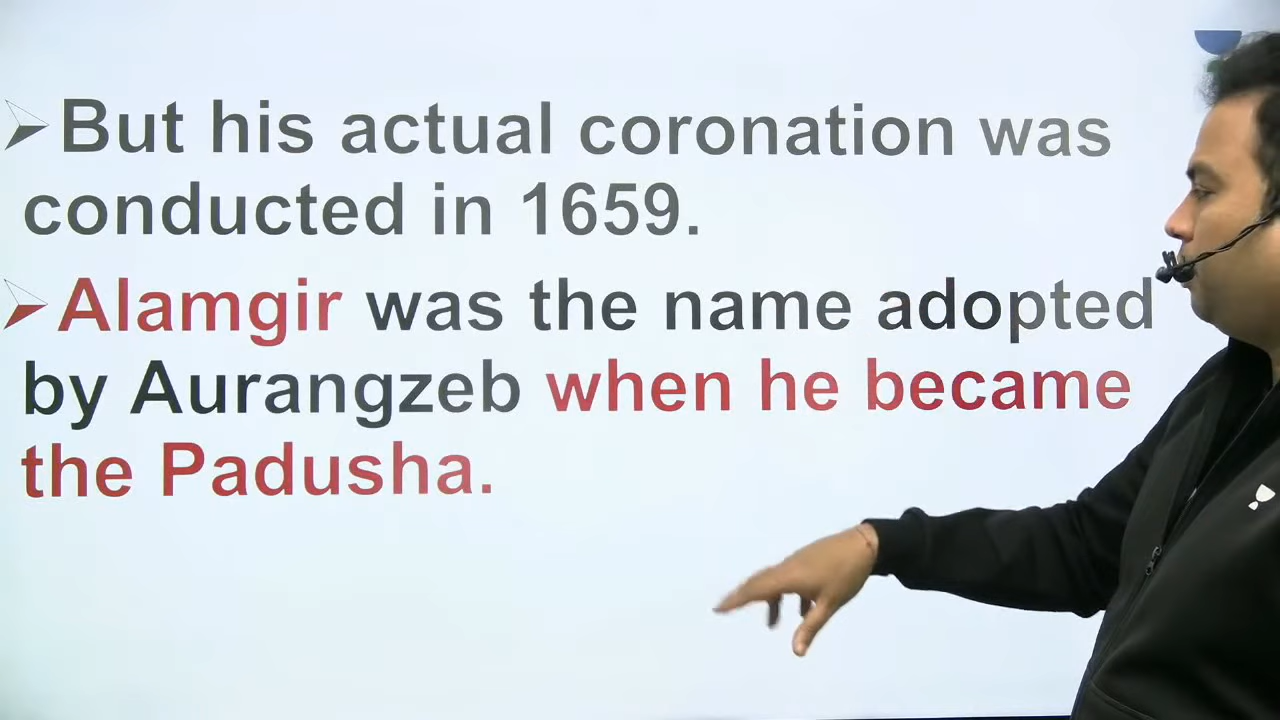 But his actual coronation was
conducted in 1659.
Alamgir was the name adopted
by Aurangzeb when he became
the Padusha.